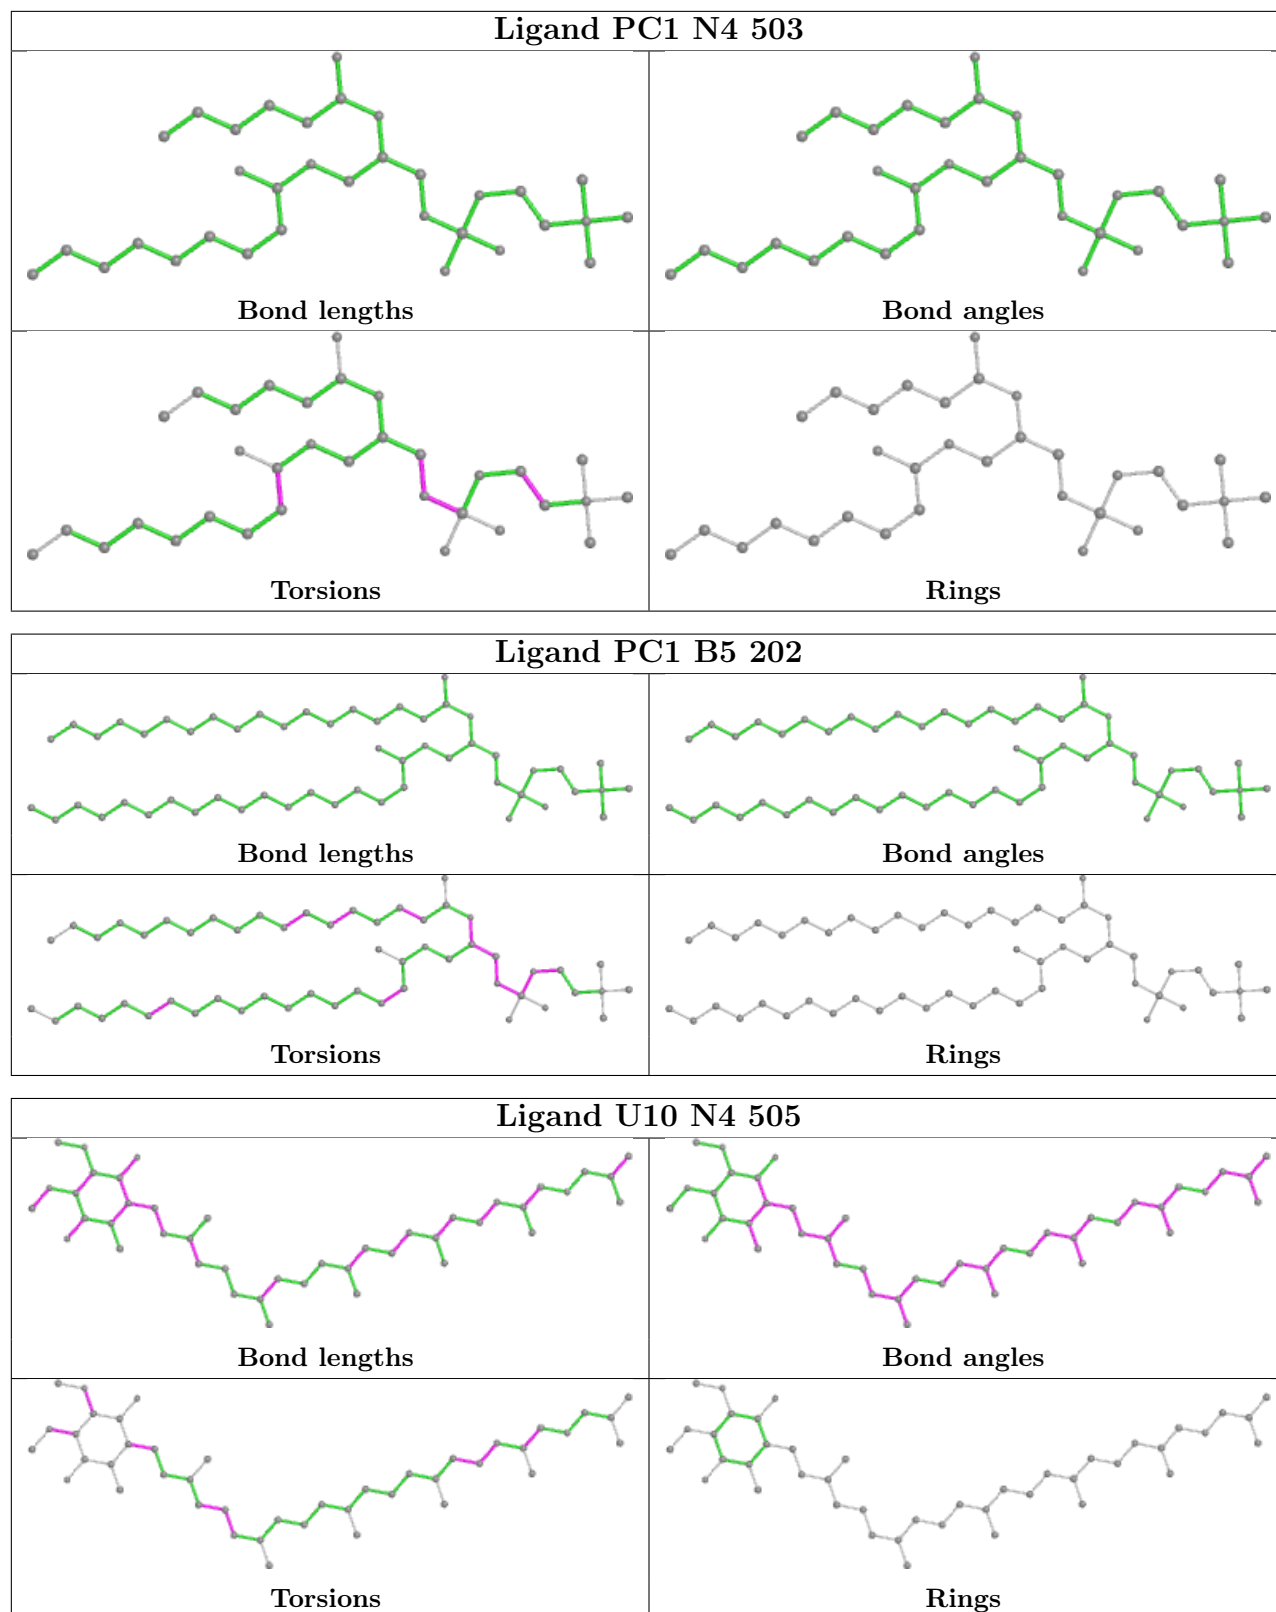 Ligand PC1 N4 503
Bond lengths
Bond angles
Torsions
Rings
Ligand PC1 B5 202
Bond lengths
Bond angles
Torsions
Rings
Ligand U10 N4 505
Bond lengths
Bond angles
Torsions
Rings